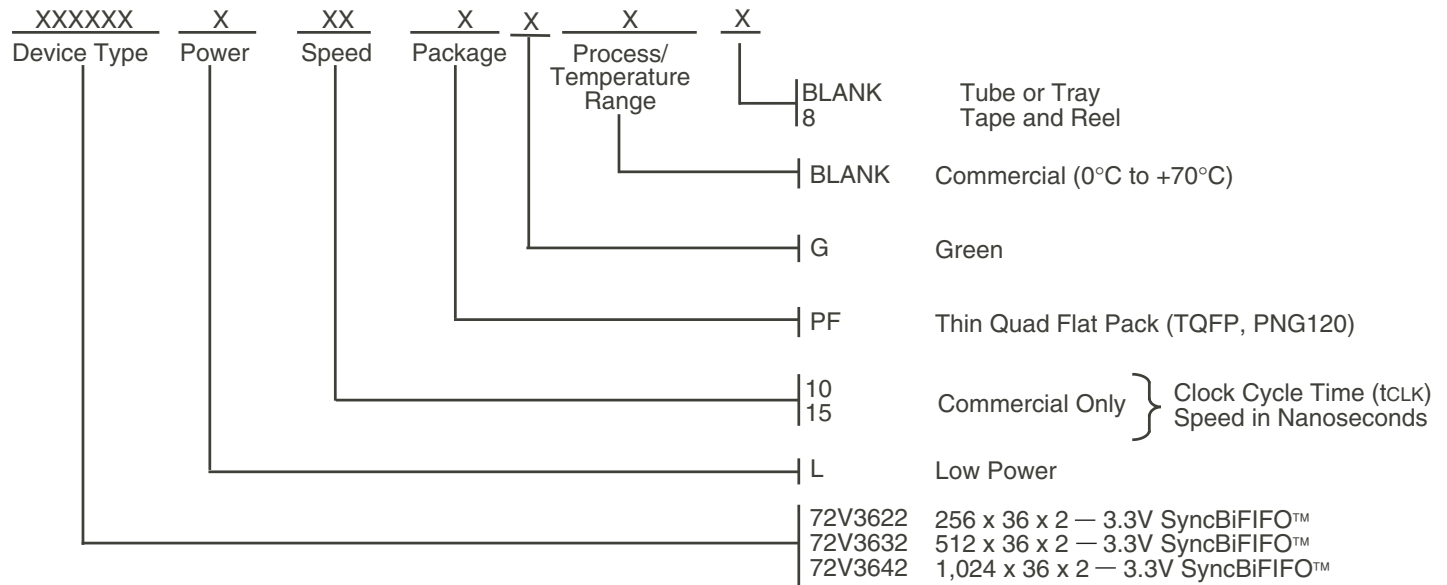 XXXXXX X XX X X X X
Device Type Power Speed Package Process/
Temperature
Range
BLANK Tube or Tray
8 Tape and Reel
BLANK Commercial (0°C to +70°C)
G Green
PF Thin Quad Flat Pack (TQFP, PNG120)
10
15
Commercial Only
Clock Cycle Time (tCLK)
Speed in Nanoseconds
L Low Power
72V3622 256 x 36 x 2 — 3.3V SyncBiFIFO™
72V3632 512 x 36 x 2 — 3.3V SyncBiFIFO™
72V3642 1,024 x 36 x 2 — 3.3V SyncBiFIFO™